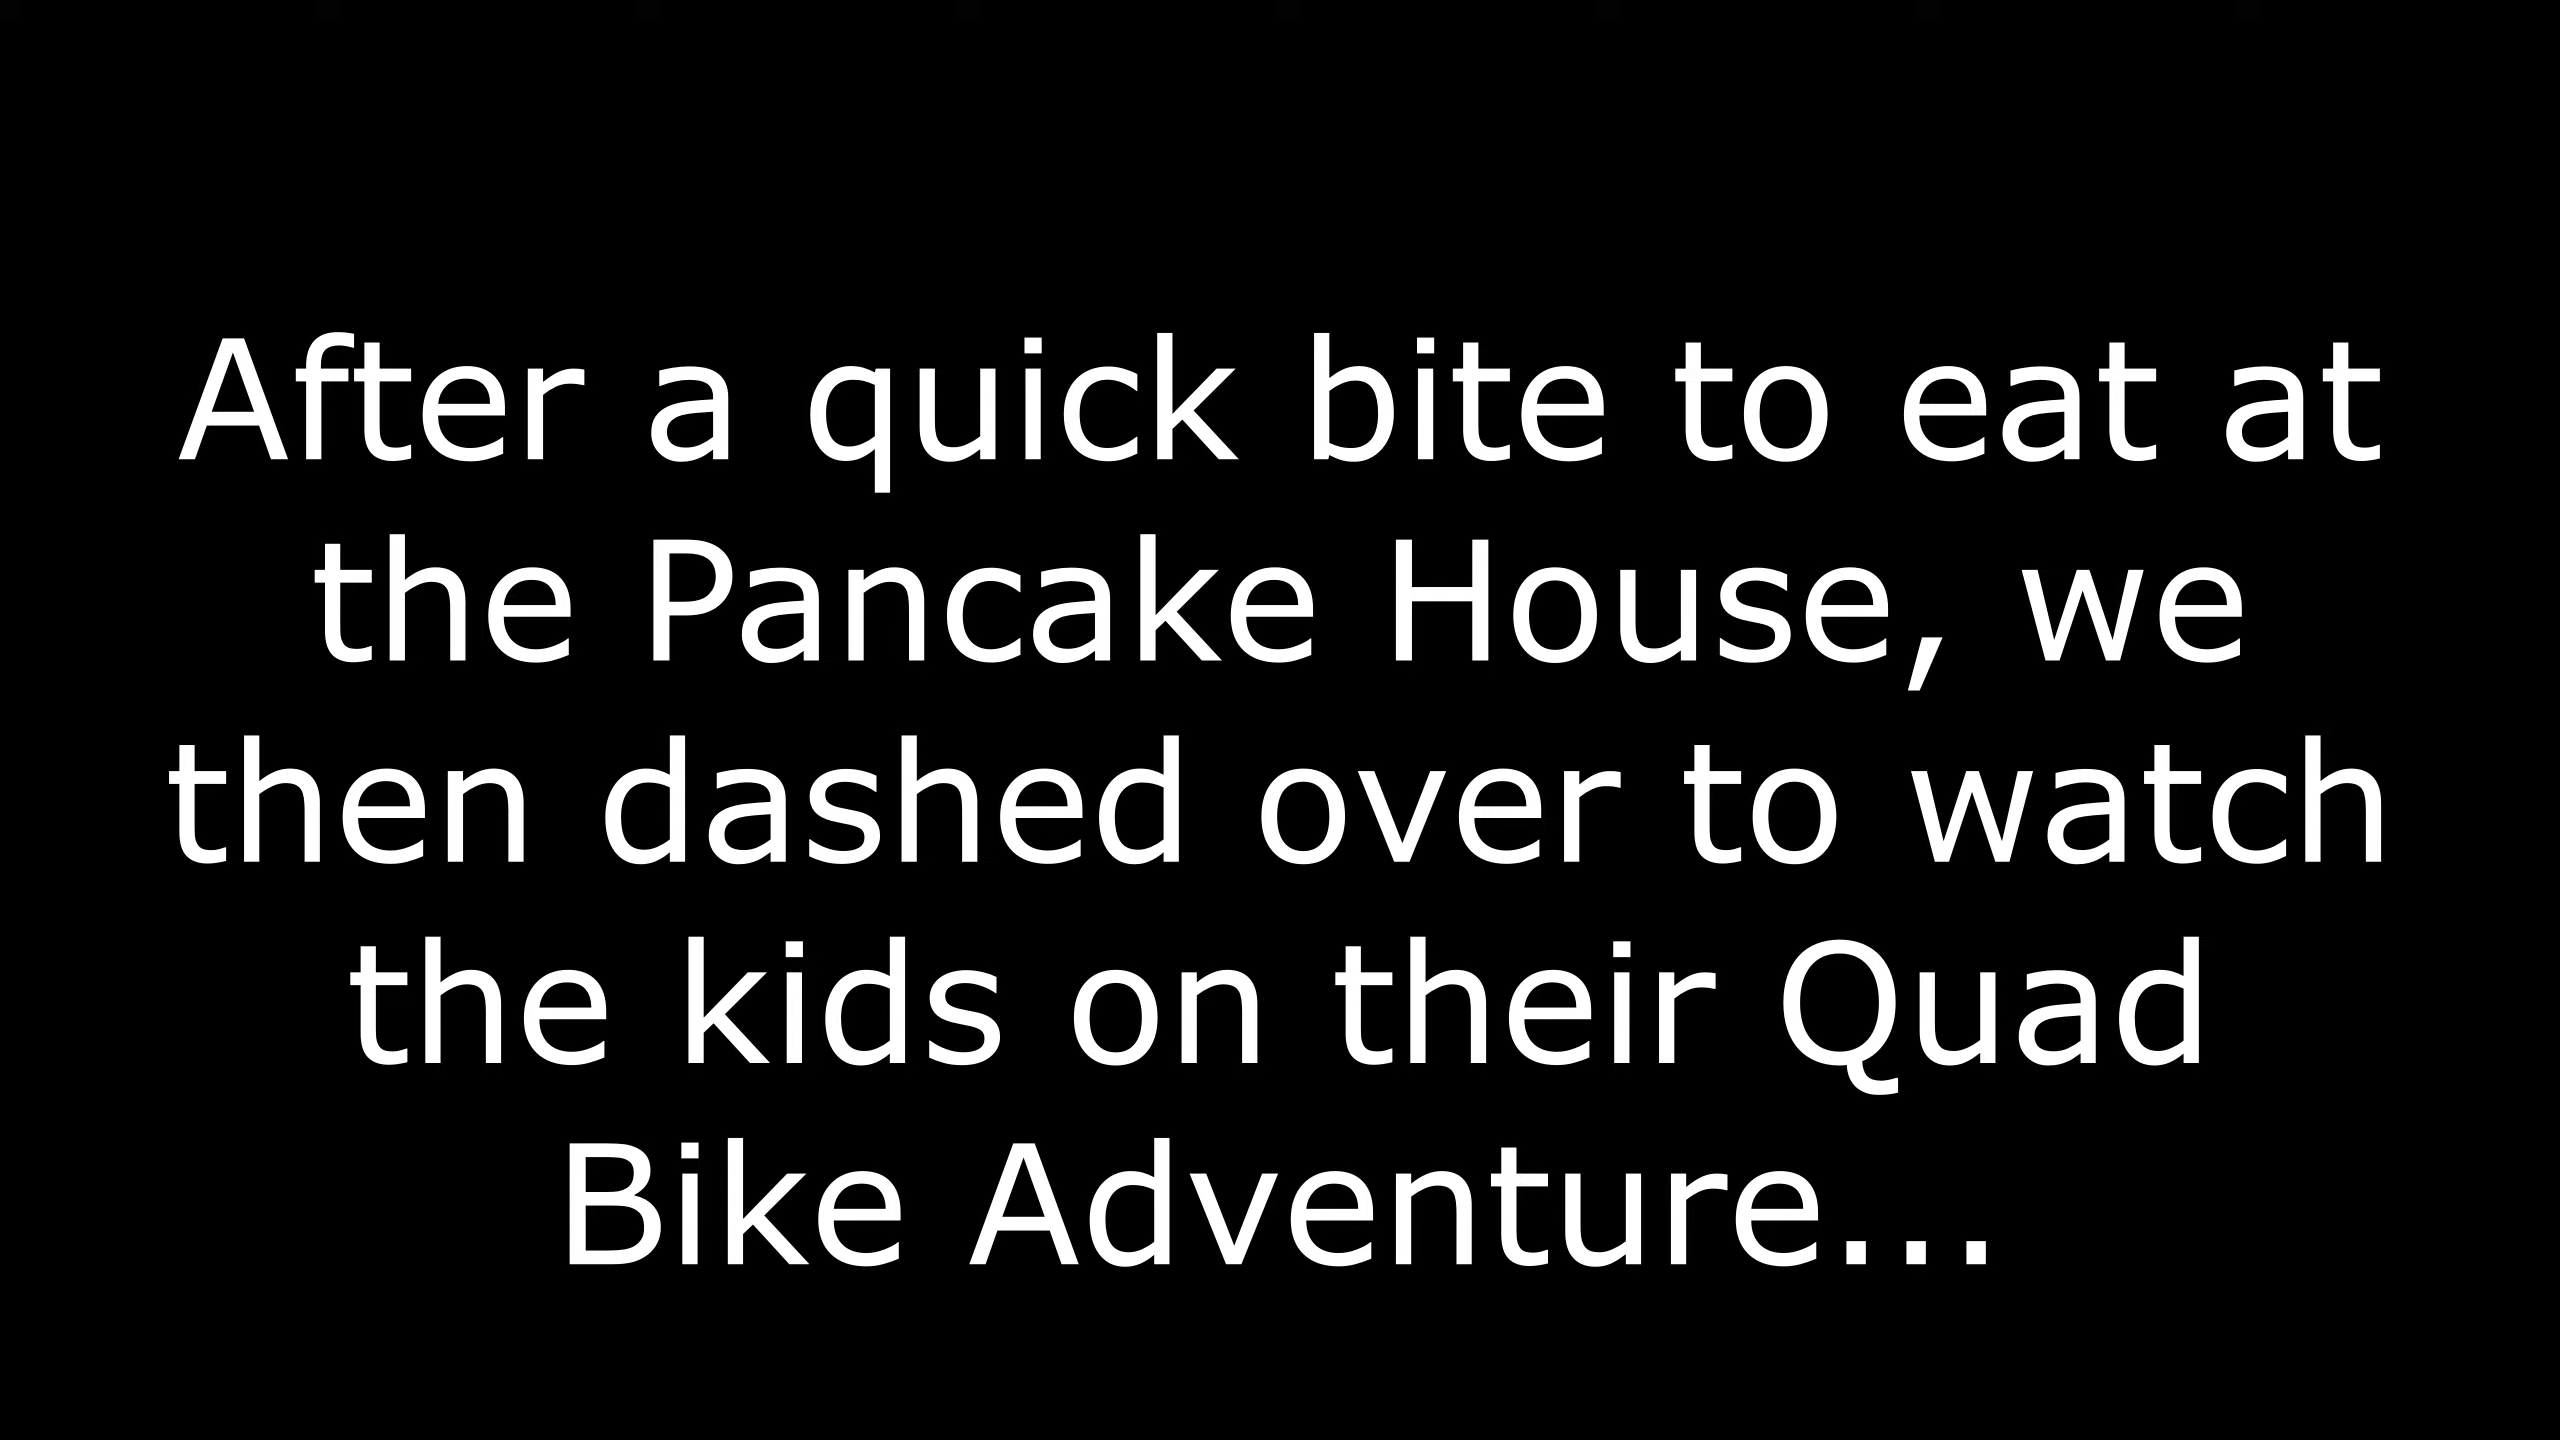 After a quick bite to eat at
the Pancake House, we
then dashed over to watch
the kids on their Quad
Bike Adventure...